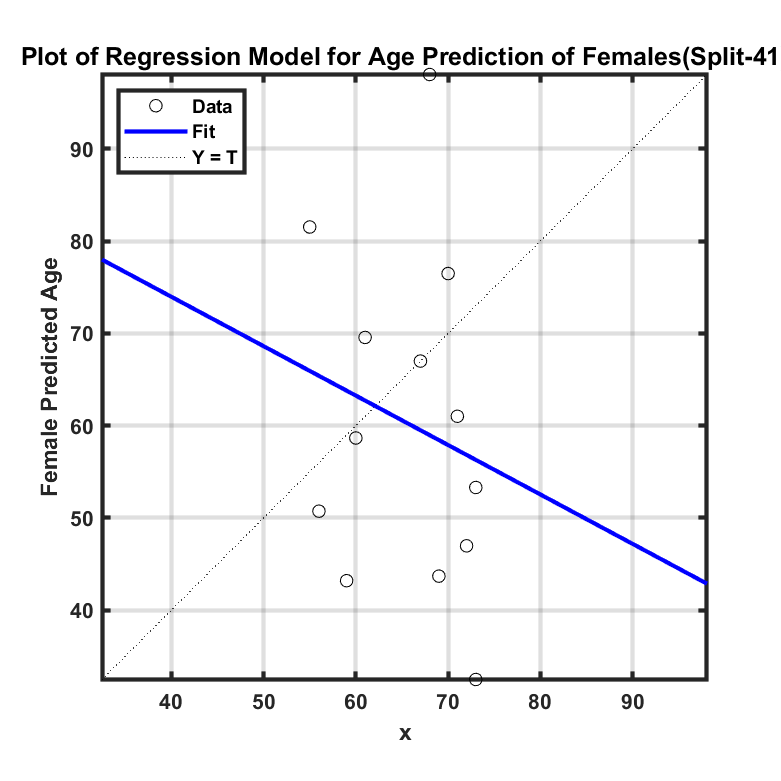 Plot of Regression Model for Age Prediction of Females(Split-41
Data
Fit
Y = T
Female Predicted Age
90
80
70
60
50
40
40 50 60 70 80 90
x